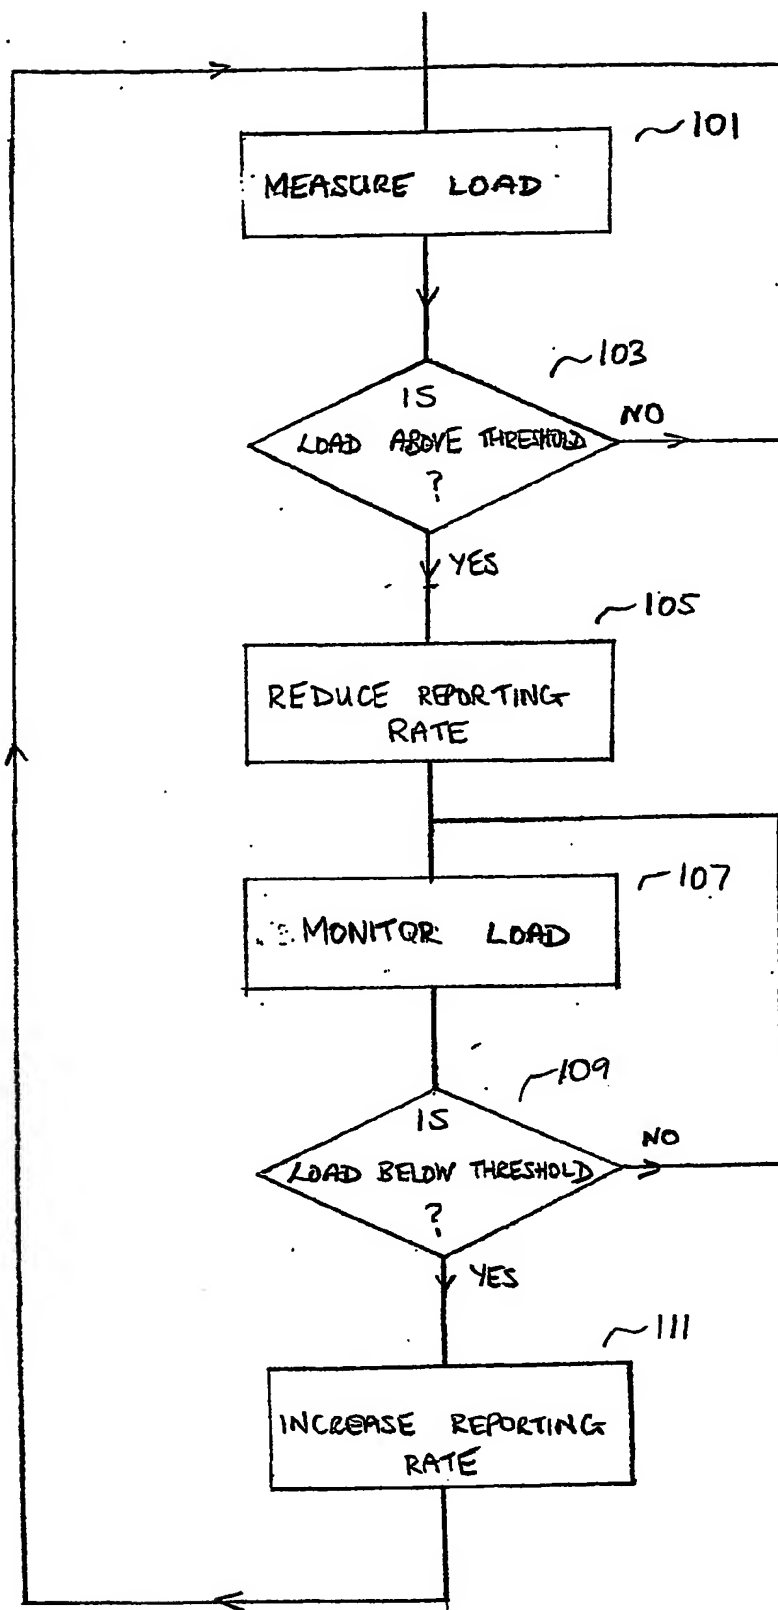 101
MEASURE LOAD
103
IS
LOAD ABOVE THRESHOLD
?
NO
YES
105
REDUCE REPORTING
RATE
107
MONITOR LOAD
109
IS
LOAD BELOW THRESHOLD
?
NO
YES
111
INCREASE REPORTING
RATE